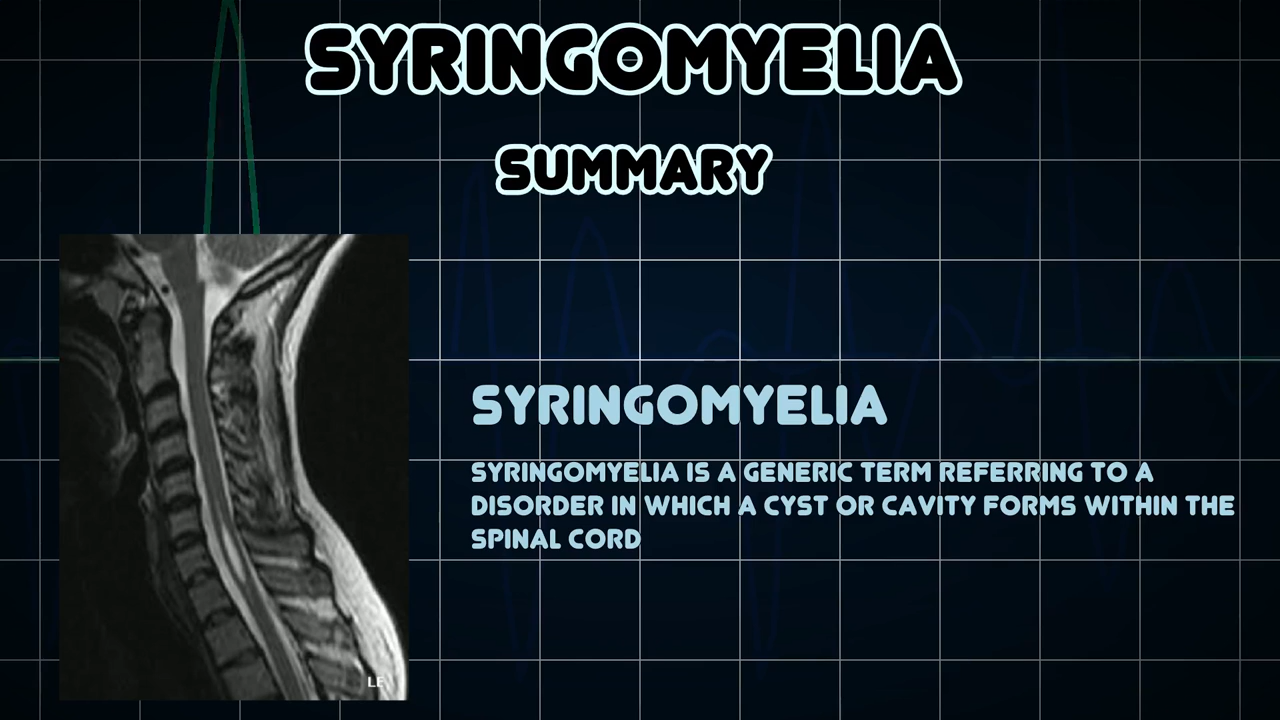 SYRINGOMYELIA
SUMMARY
SYRINGOMYELIA
SYRINGOMYELIA IS A GENERIC TERM REFERRING TO A
DISORDER IN WHICH A CYST OR CAVITY FORMS WITHIN THE
SPINAL CORD